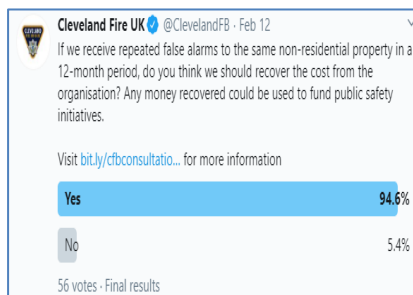 Cleveland Fire UK @ClevelandFB · Feb 12
If we receive repeated false alarms to the same non-residential property in a
12-month period, do you think we should recover the cost from the
organisation? Any money recovered could be used to fund public safety
initiatives.
Visit bit.ly/cfbconsultatio... for more information
Yes 94.6%
No 5.4%
56 votes · Final results